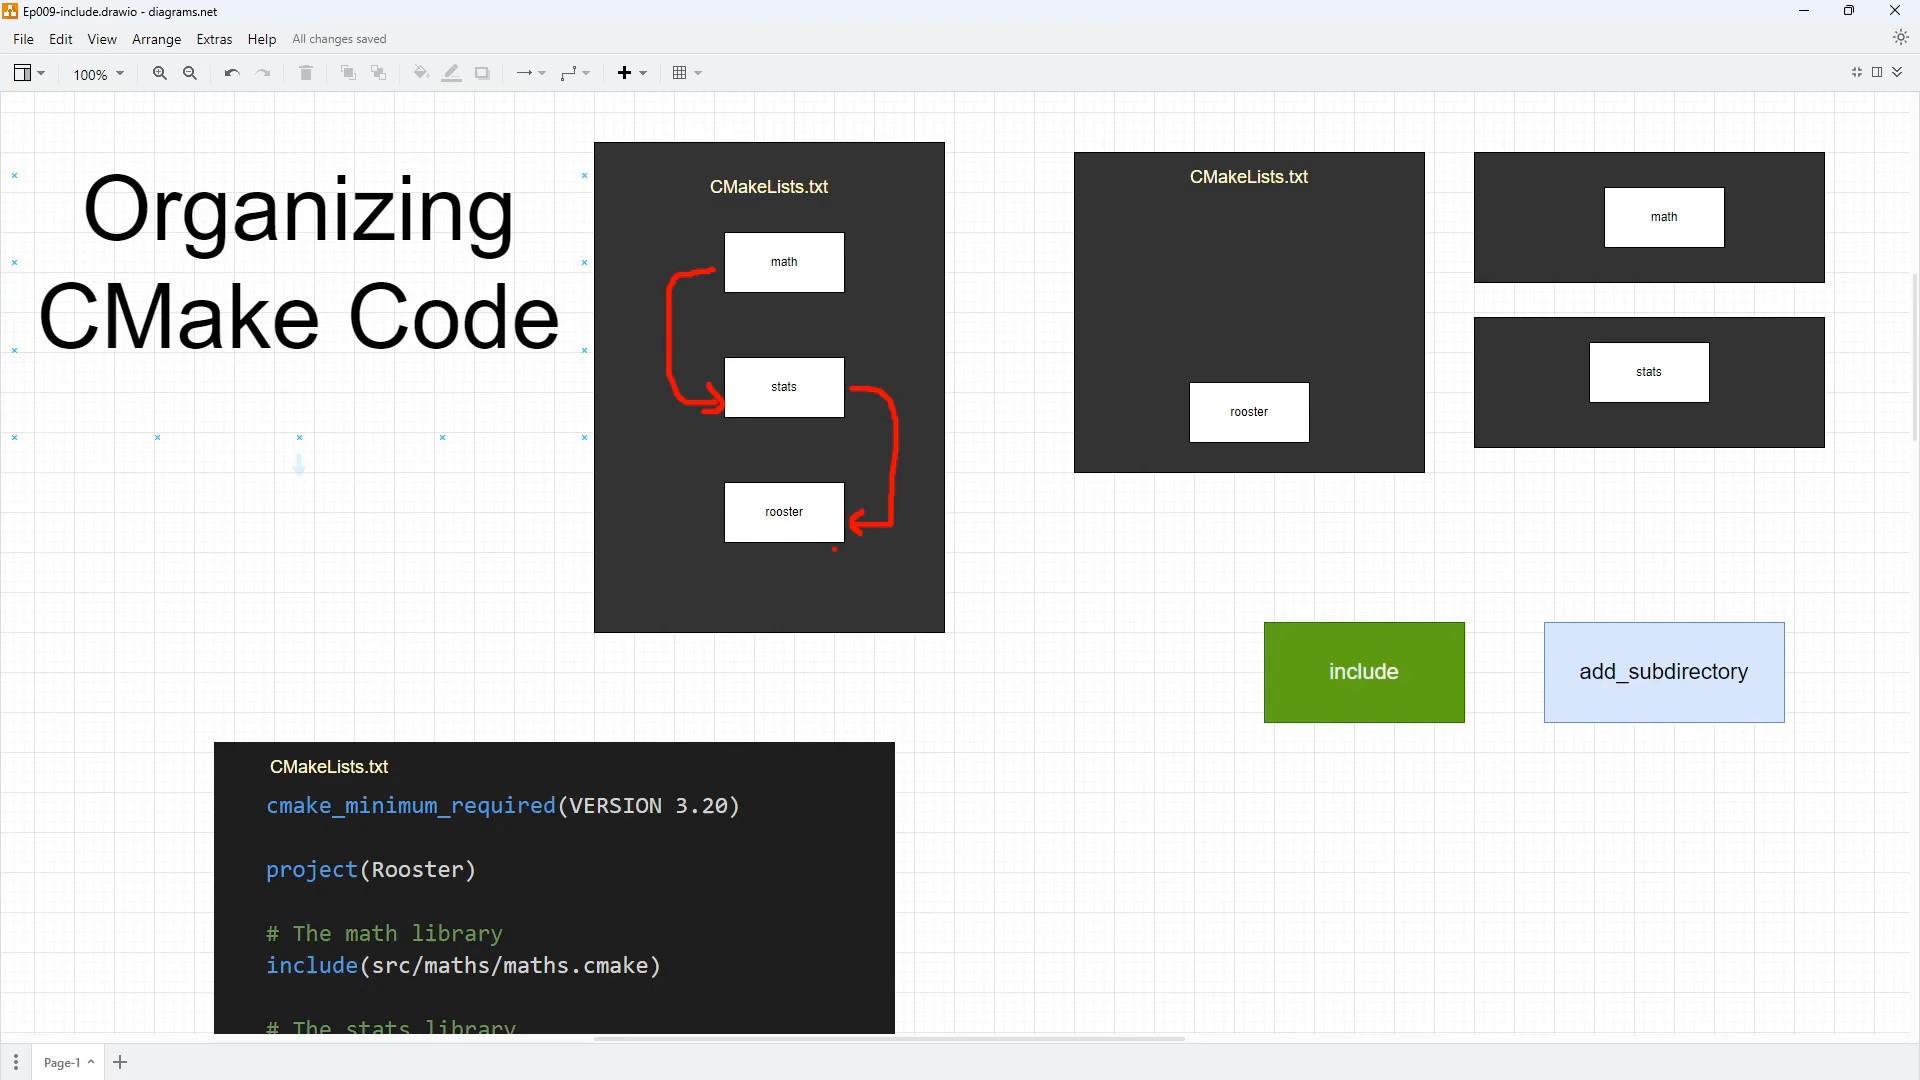 Ep009-include.drawio - diagrams.net
File Edit View Arrange Extras Help All changes saved
100%
Organizing
CMake Code
CMakeLists.txt
math
stats
rooster
CMakeLists.txt
rooster
math
stats
include
add_subdirectory
CMakeLists.txt
cmake_minimum_required(VERSION 3.20)
project(Rooster)
# The math library
include(src/maths/maths.cmake)
# The stats library
Page-1